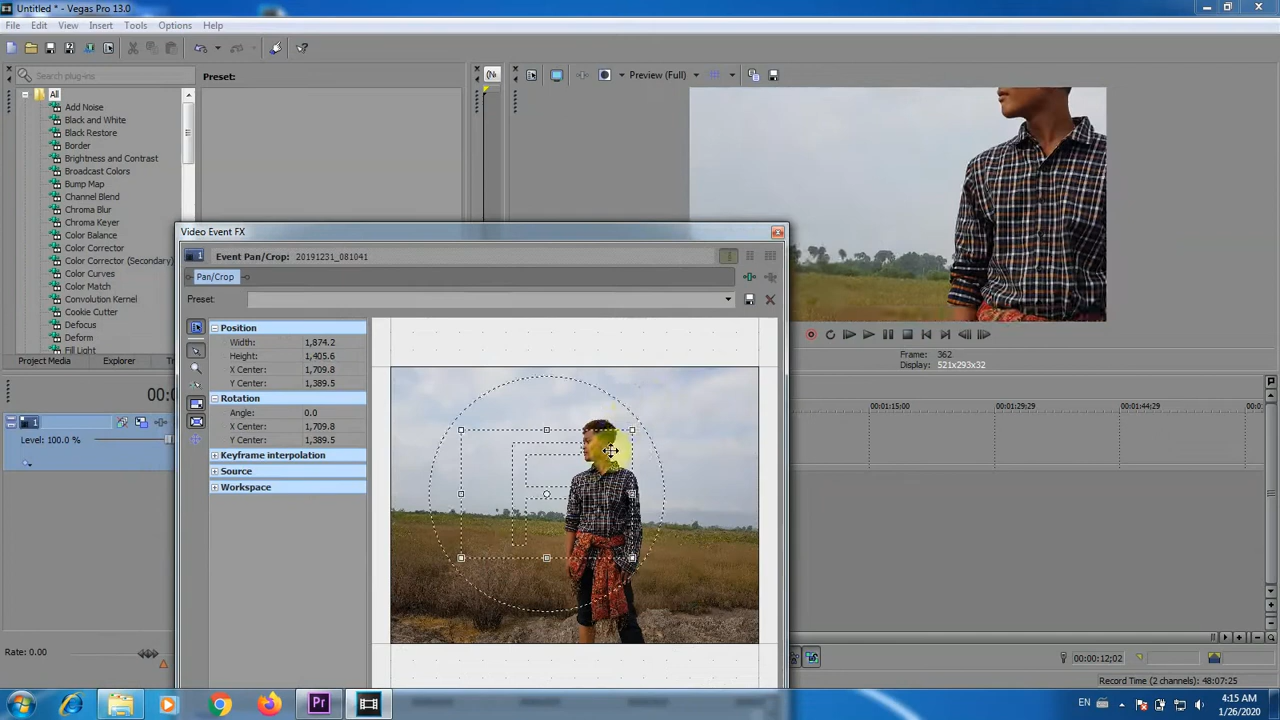 Untitled * - Vegas Pro 13.0
File Edit View Insert Tools Options Help
Search plug-ins
Preset:
Preview (Full)
All
Add Noise
Black and White
Black Restore
Border
Brightness and Contrast
Broadcast Colors
Bump Map
Channel Blend
Chroma Blur
Chroma Keyer
Color Balance
Color Corrector
Color Corrector (Secondary)
Color Curves
Color Match
Convolution Kernel
Cookie Cutter
Defocus
Deform
Fill Light
Project Media Explorer
Video Event FX
Event Pan/Crop: 20191231_081041
Pan/Crop
Preset:
Position
Width: 1,874.2
Height: 1,405.6
X Center: 1,709.8
Y Center: 1,389.5
Rotation
Angle: 0.0
X Center: 1,709.8
Y Center: 1,389.5
Keyframe interpolation
Source
Workspace
Frame: 362
Display: 521x293x32
1
Level: 100.0 %
00:01:15:00 00:01:29:29 00:01:44:29
Rate: 0.00
00:00:12;02
Record Time (2 channels): 48:07:25
Pr
EN
4:15 AM
1/26/2020